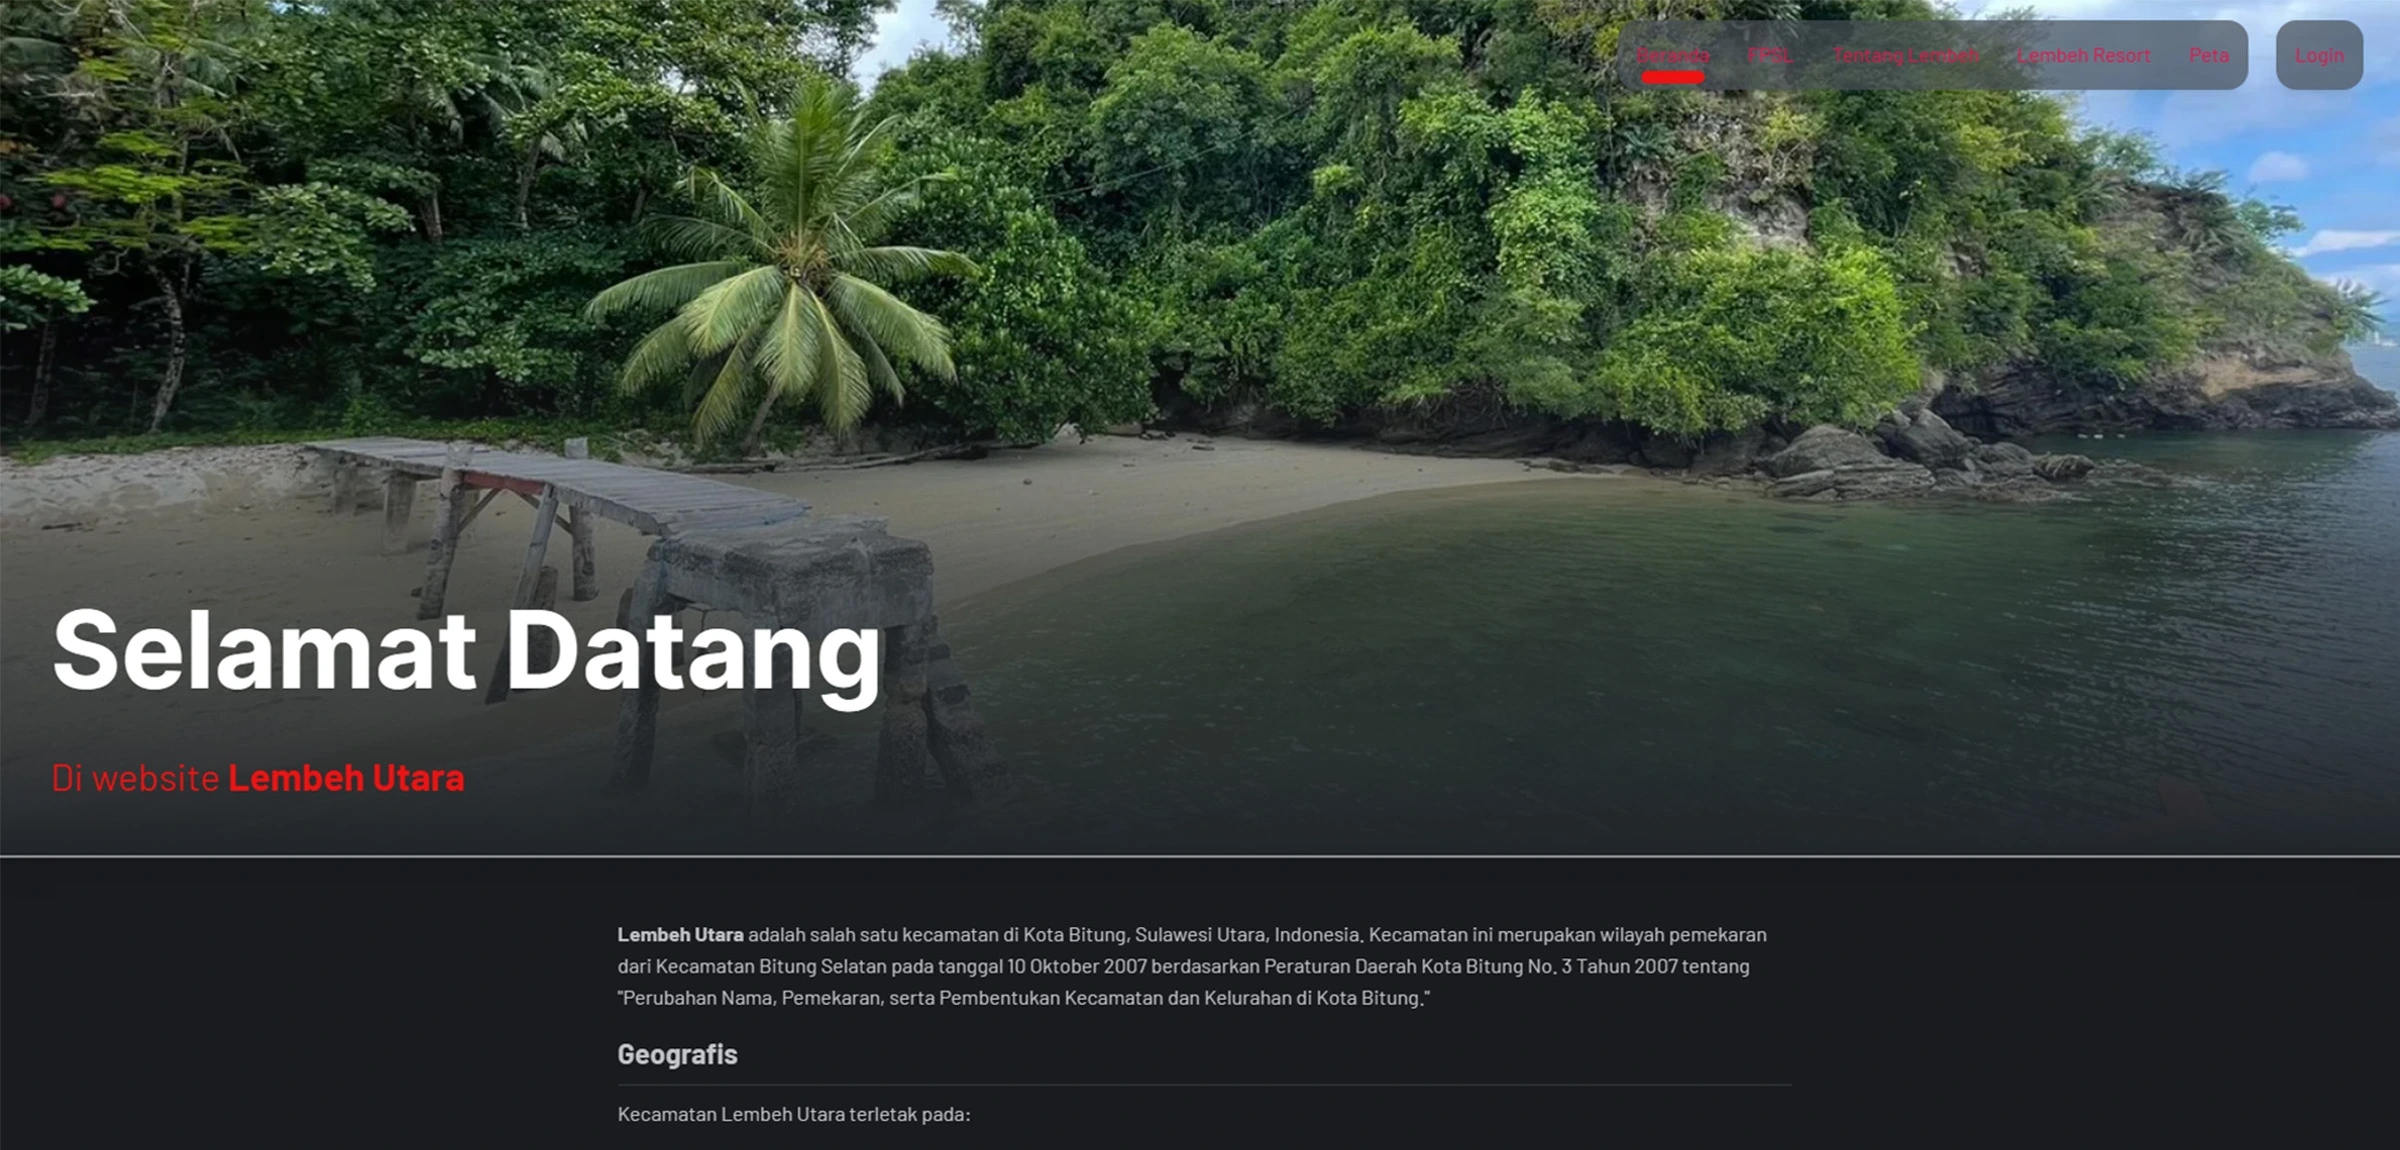 Beranda FPSL Tentang Lembeh Lembeh Resort Peta Login
Selamat Datang
Di website Lembeh Utara
Lembeh Utara adalah salah satu kecamatan di Kota Bitung, Sulawesi Utara, Indonesia. Kecamatan ini merupakan wilayah pemekaran
dari Kecamatan Bitung Selatan pada tanggal 10 Oktober 2007 berdasarkan Peraturan Daerah Kota Bitung No. 3 Tahun 2007 tentang
"Perubahan Nama, Pemekaran, serta Pembentukan Kecamatan dan Kelurahan di Kota Bitung."
Geografis
Kecamatan Lembeh Utara terletak pada: